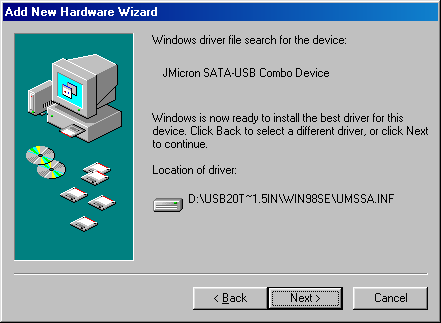 Add New Hardware Wizard
Windows driver file search for the device:
JMicron SATA-USB Combo Device
Windows is now ready to install the best driver for this
device. Click Back to select a different driver, or click Next
to continue.
Location of driver:
D:\USB20T~1.5IN\WIN98SE\UMSSA.INF
< Back
Next >
Cancel